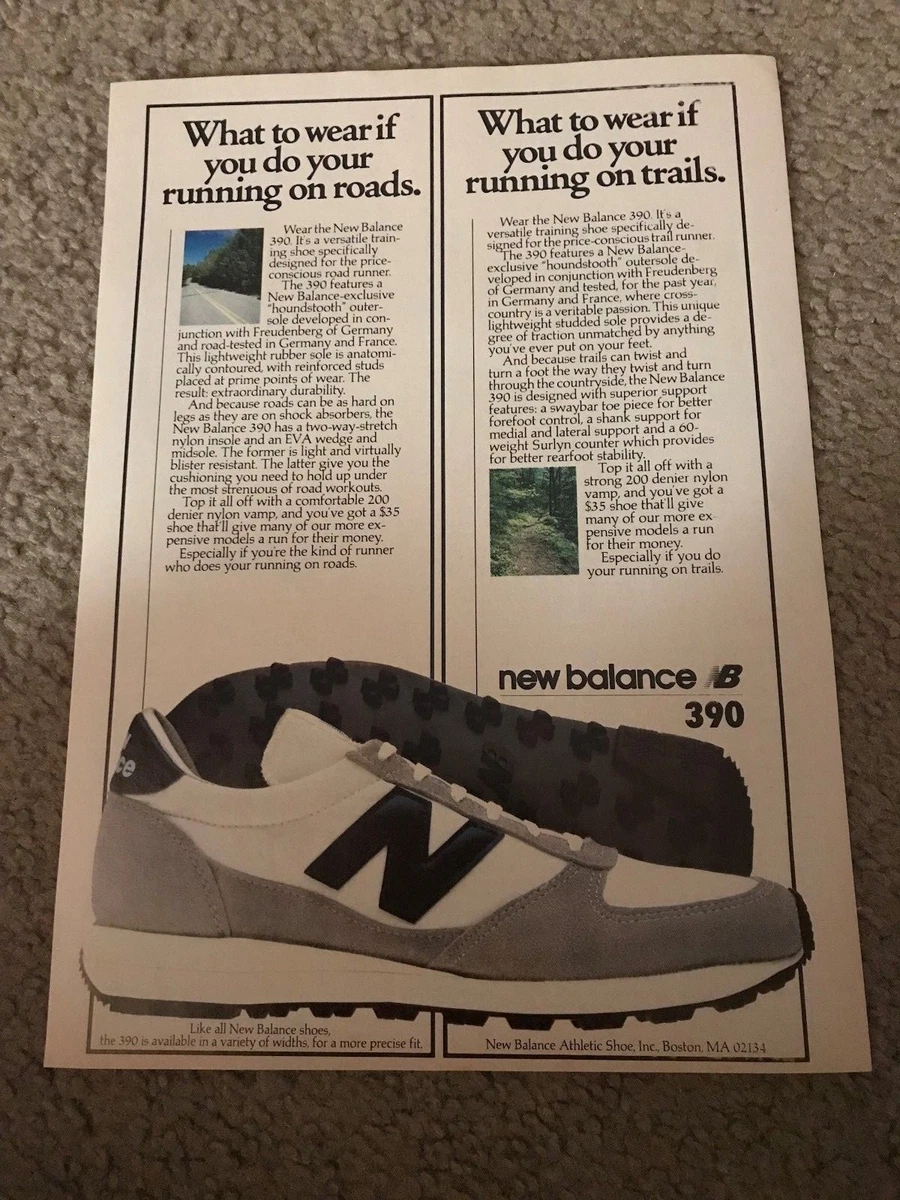 What to wear if
you do your
running on roads.
Wear the New Balance
390. It's a versatile train-
ing shoe specifically
designed for the price-
conscious road runner.
The 390 features a
New Balance-exclusive
"houndstooth" outer-
sole developed in con-
junction with Freudenberg of Germany
and road-tested in Germany and France.
This lightweight rubber sole is anatomi-
cally contoured, with reinforced studs
placed at prime points of wear. The
result: extraordinary durability.
And because roads can be as hard on
legs as they are on shock absorbers, the
New Balance 390 has a two-way-stretch
nylon insole and an EVA wedge and
midsole. The former is light and virtually
blister resistant. The latter give you the
cushioning you need to hold up under
the most strenuous of road workouts.
Top it all off with a comfortable 200
denier nylon vamp, and you've got a $35
shoe that'll give many of our more ex-
pensive models a run for their money.
Especially if you're the kind of runner
who does your running on roads.
What to wear if
you do your
running on trails.
Wear the New Balance 390. It's a
versatile training shoe specifically de-
signed for the price-conscious trail runner.
The 390 features a New Balance-
exclusive "houndstooth" outersole de-
veloped in conjunction with Freudenberg
of Germany and tested, for the past year,
in Germany and France, where cross-
country is a veritable passion. This unique
lightweight studded sole provides a de-
gree of traction unmatched by anything
you've ever put on your feet.
And because trails can twist and
turn a foot the way they twist and turn
through the countryside, the New Balance
390 is designed with superior support
features: a swaybar toe piece for better
forefoot control, a shank support for
medial and lateral support and a 60-
weight Surlyn counter which provides
for better rearfoot stability.
Top it all off with a
strong 200 denier nylon
vamp, and you've got a
$35 shoe that'll give
many of our more ex
pensive models a run
for their money.
Especially if you do
your running on trails.
new balance NB
390
ce
N
Like all New Balance shoes,
the 390 is available in a variety of widths, for a more precise fit.
New Balance Athletic Shoe, Inc., Boston, MA 02134